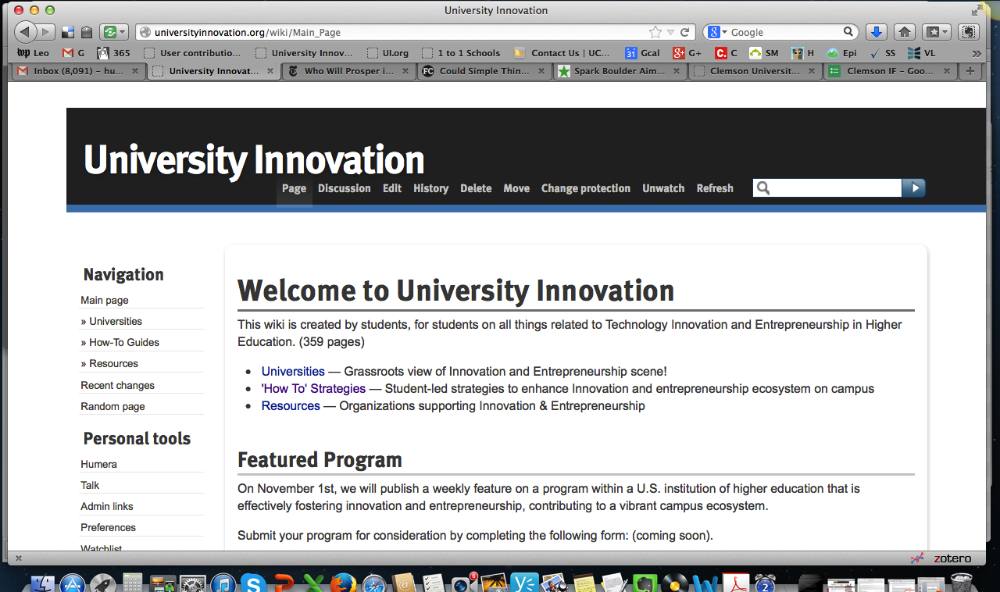 University Innovation
universityinnovation.org/wiki/Main_Page
Google
Leo G 365 User contributio... University Innov... UI.org 1 to 1 Schools Contact Us | UC... Gcal G+ C SM H Epi SS VL
Inbox (8,091) – hu... University Innovat... Who Will Prosper i... Could Simple Thin... Spark Boulder Aim... Clemson Universit... Clemson IF – Goo...
University Innovation
Page Discussion Edit History Delete Move Change protection Unwatch Refresh
Navigation
Main page
» Universities
» How-To Guides
» Resources
Recent changes
Random page
Personal tools
Humera
Talk
Admin links
Preferences
Watchlist
Welcome to University Innovation
This wiki is created by students, for students on all things related to Technology Innovation and Entrepreneurship in Higher
Education. (359 pages)
• Universities — Grassroots view of Innovation and Entrepreneurship scene!
• 'How To' Strategies — Student-led strategies to enhance Innovation and entrepreneurship ecosystem on campus
• Resources — Organizations supporting Innovation & Entrepreneurship
Featured Program
On November 1st, we will publish a weekly feature on a program within a U.S. institution of higher education that is
effectively fostering innovation and entrepreneurship, contributing to a vibrant campus ecosystem.
Submit your program for consideration by completing the following form: (coming soon).
zotero